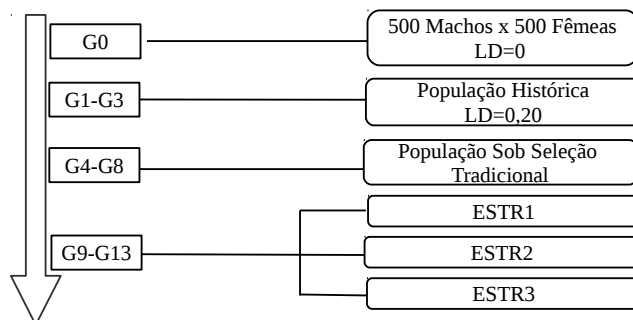 G0
500 Machos x 500 Fêmeas
LD=0
G1-G3
População Histórica
LD=0,20
G4-G8
População Sob Seleção
Tradicional
G9-G13
ESTR1
ESTR2
ESTR3